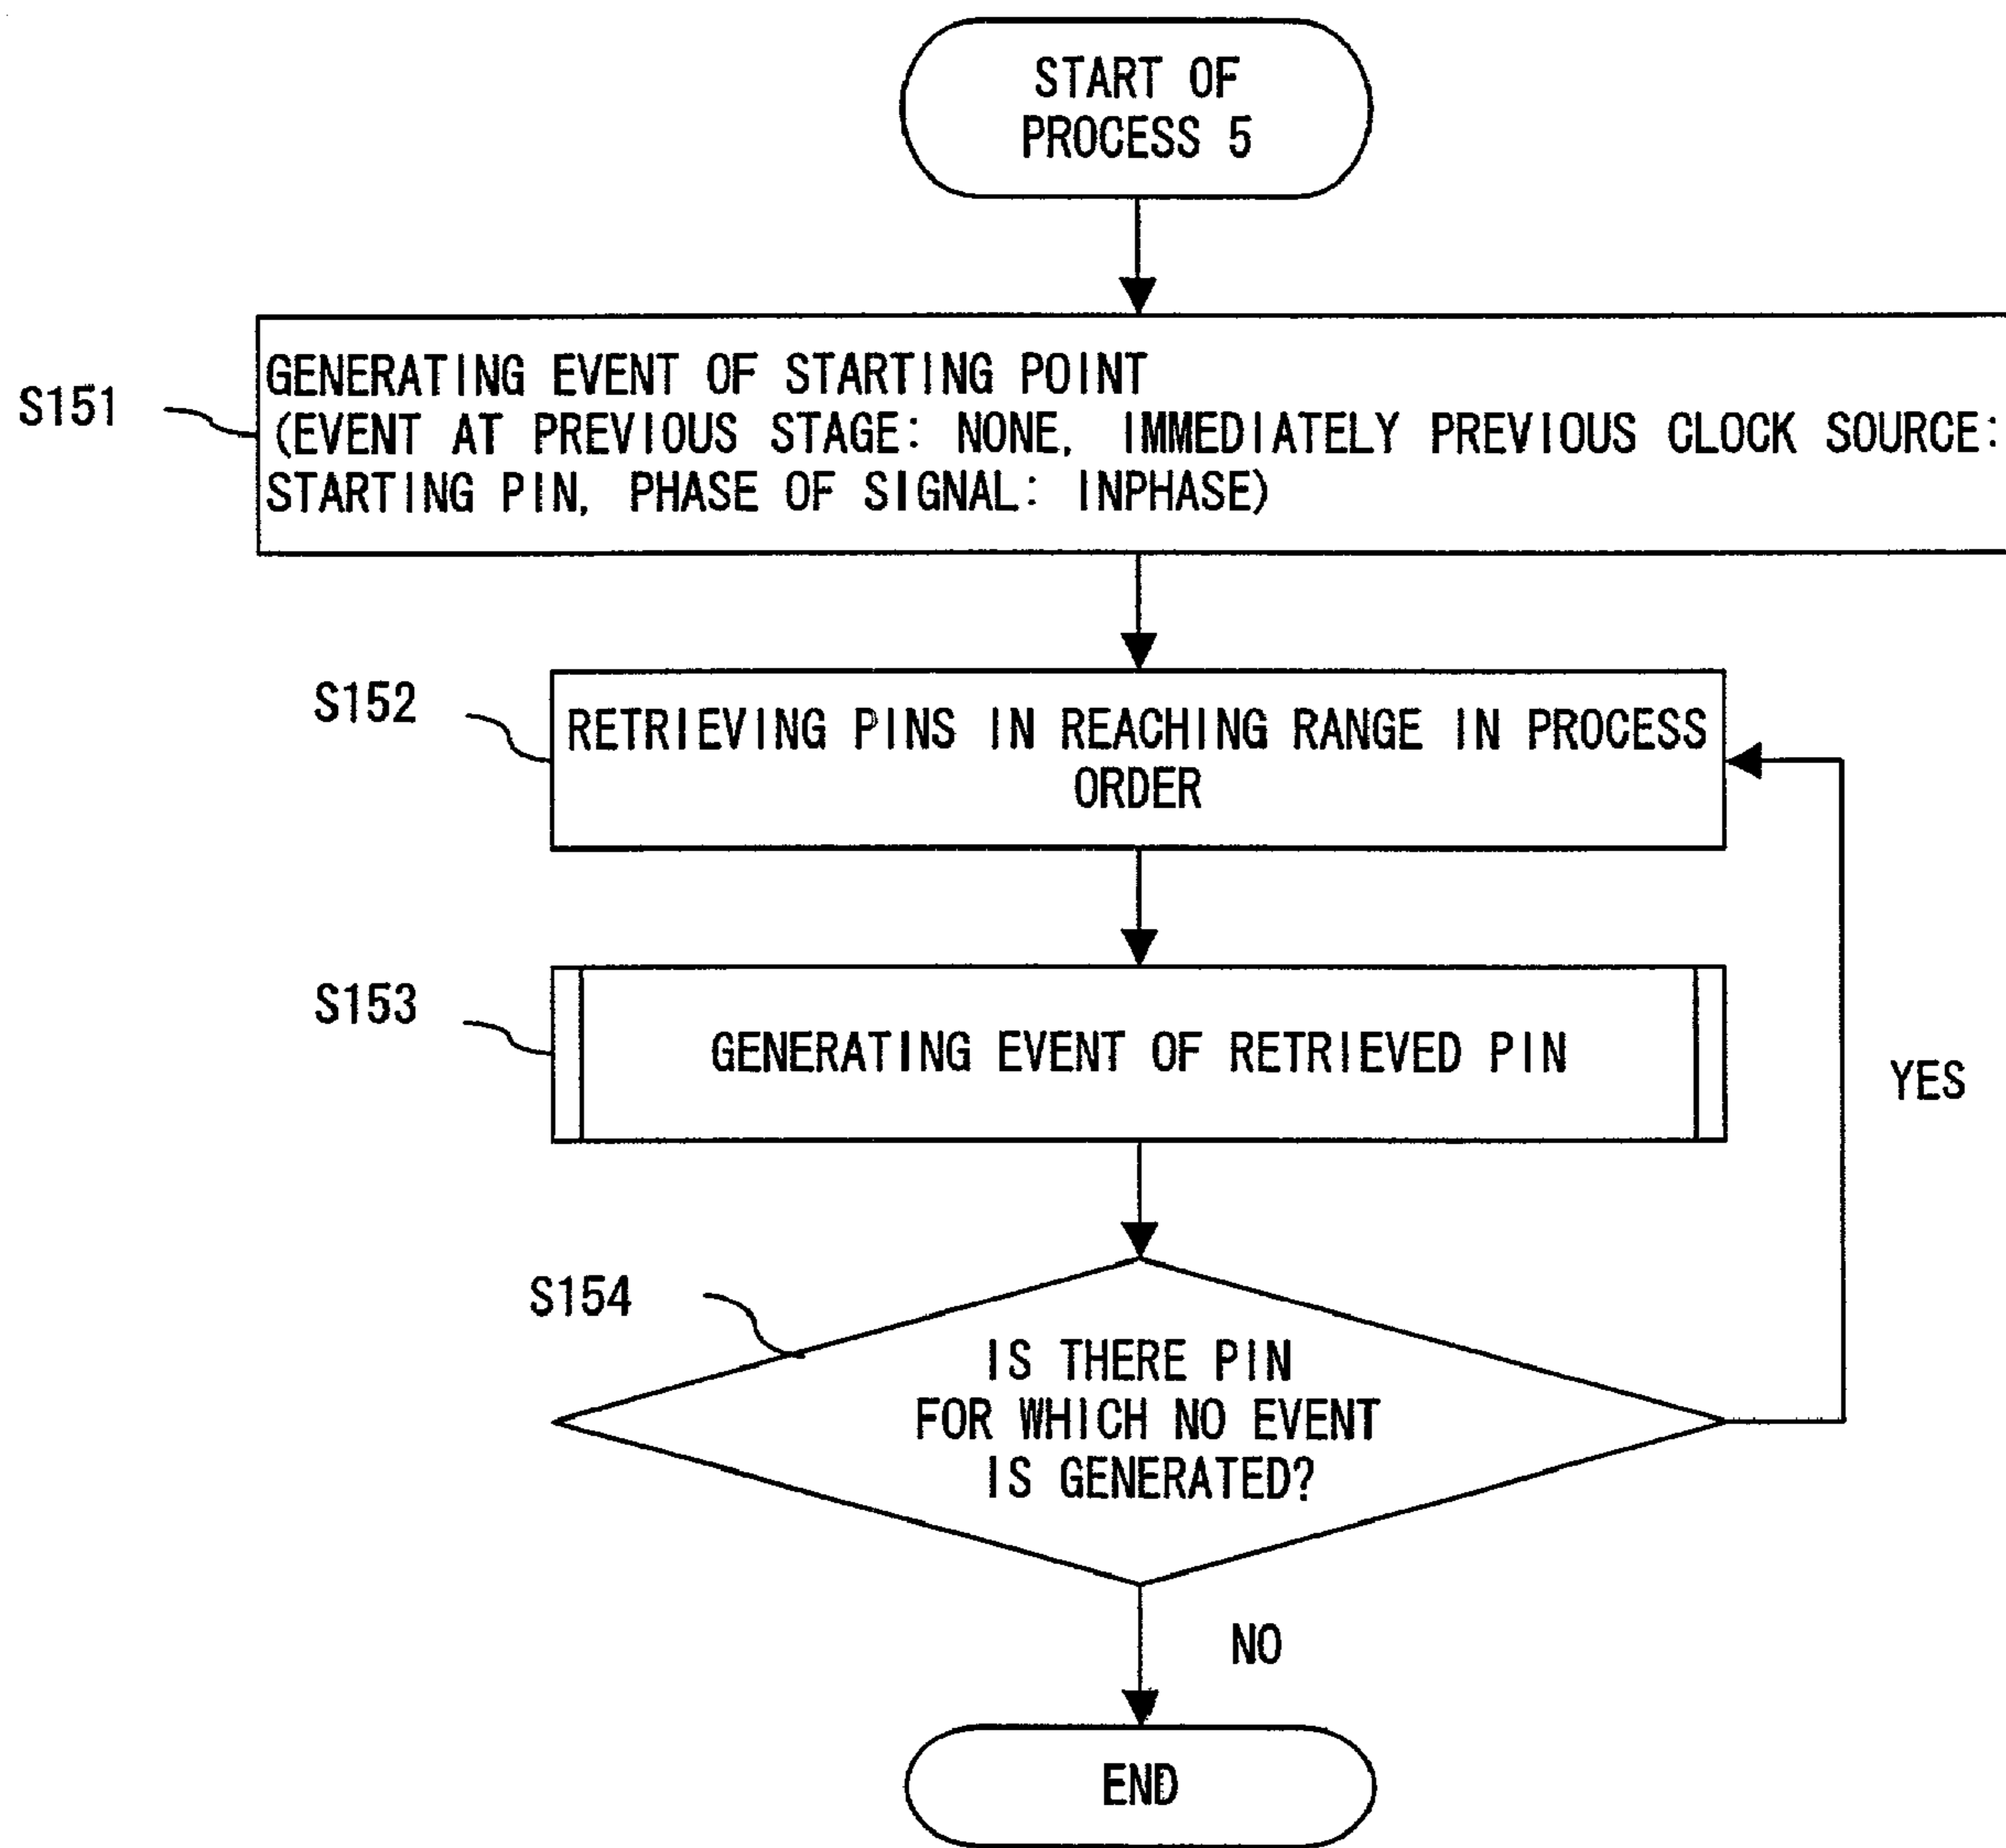 START OF
PROCESS 5
S151
GENERATING EVENT OF STARTING POINT
(EVENT AT PREVIOUS STAGE: NONE, IMMEDIATELY PREVIOUS CLOCK SOURCE:
STARTING PIN, PHASE OF SIGNAL: INPHASE)
S152
RETRIEVING PINS IN REACHING RANGE IN PROCESS
ORDER
S153
GENERATING EVENT OF RETRIEVED PIN
YES
S154
IS THERE PIN
FOR WHICH NO EVENT
IS GENERATED?
NO
END